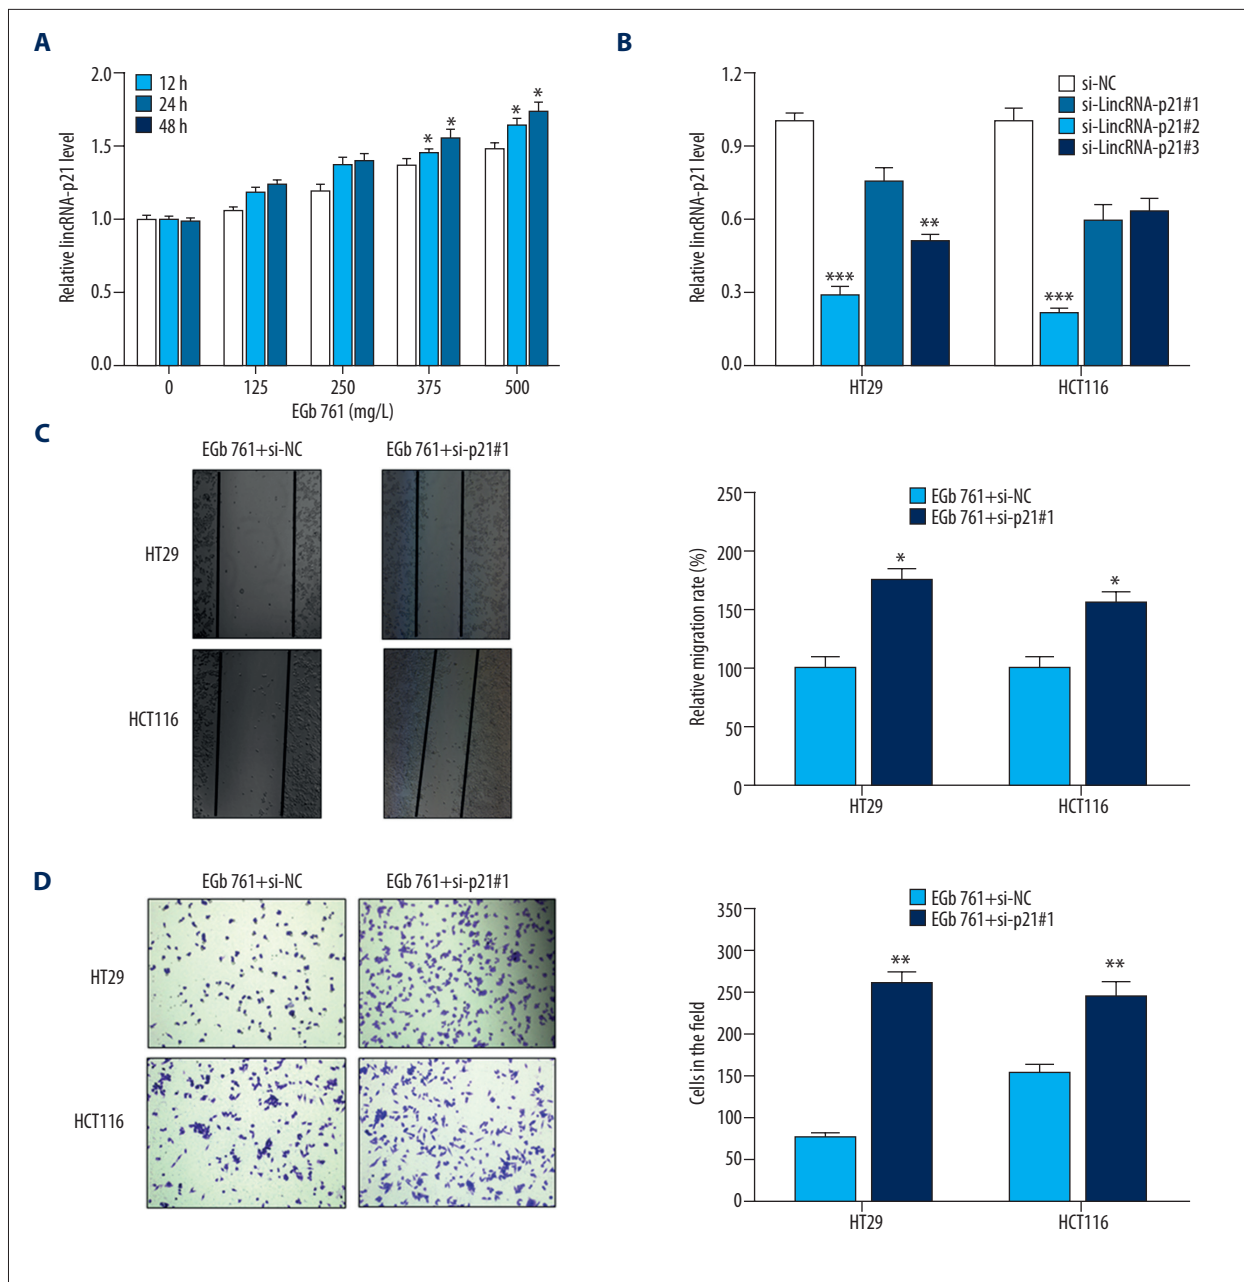 A
Relative lincRNA-p21 level
2.0
1.5
1.0
0.5
0.0
12 h
24 h
48 h
* * * *
0 125 250 375 500
EGb 761 (mg/L)
B
Relative lincRNA-p21 level
1.2
0.9
0.6
0.3
0.0
si-NC
si-LincRNA-p21#1
si-LincRNA-p21#2
si-LincRNA-p21#3
*** ** ***
HT29 HCT116
C
EGb 761+si-NC EGb 761+si-p21#1
HT29
HCT116
Relative migration rate (%)
250
200
150
100
50
0
EGb 761+si-NC
EGb 761+si-p21#1
* *
HT29 HCT116
D
EGb 761+si-NC EGb 761+si-p21#1
HT29
HCT116
Cells in the field
350
300
250
200
150
100
50
0
EGb 761+si-NC
EGb 761+si-p21#1
** **
HT29 HCT116